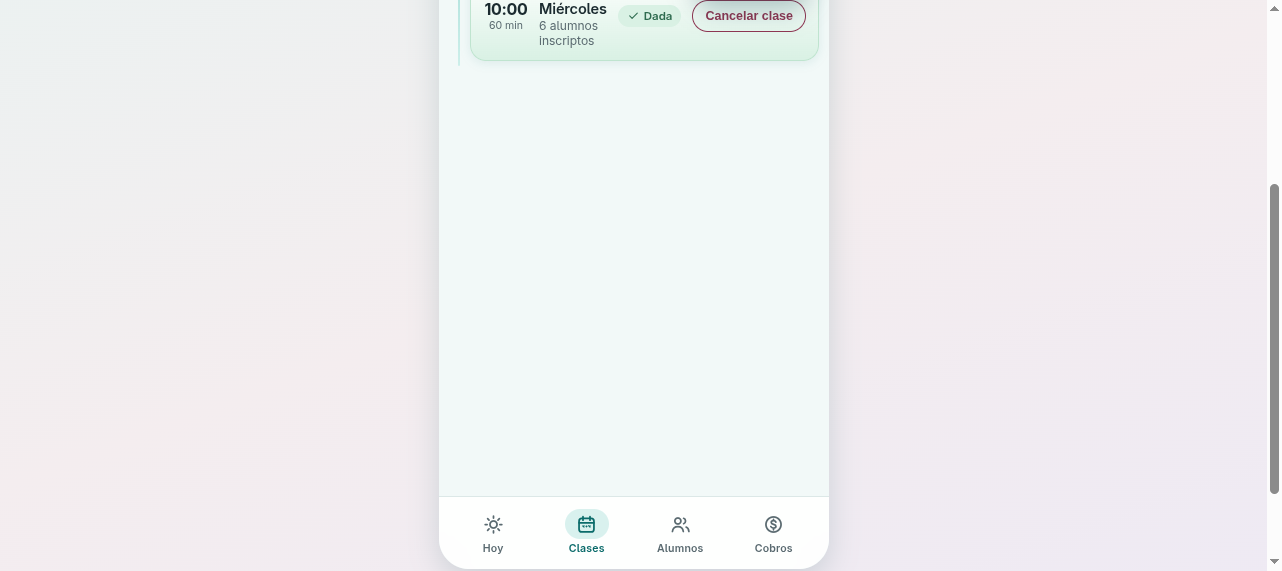 10:00
60 min
Miércoles
6 alumnos
inscriptos
Dada
Cancelar clase
Hoy
Clases
Alumnos
Cobros